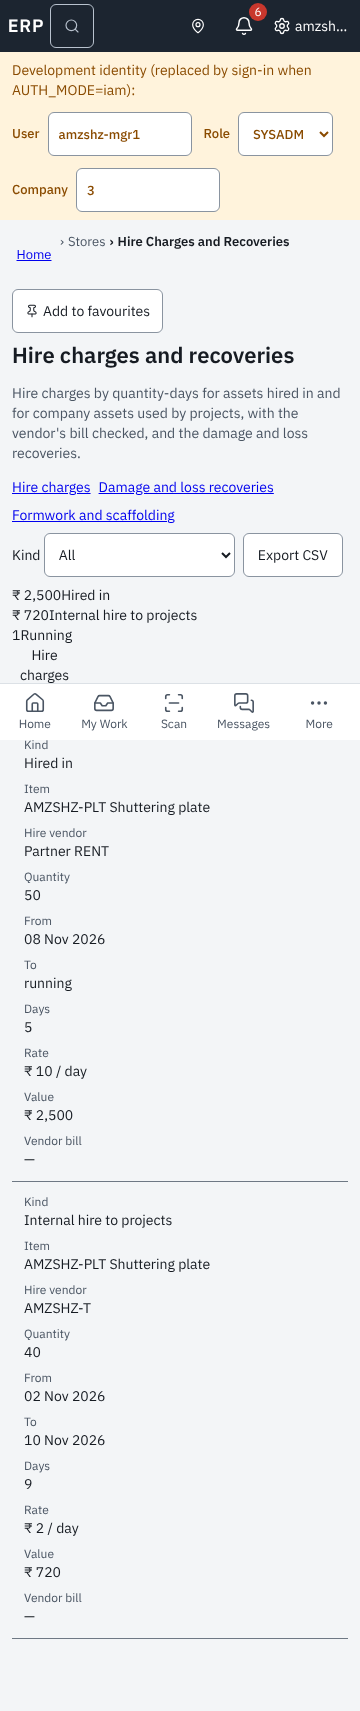 ERP
6
amzsh...
Development identity (replaced by sign-in when
AUTH_MODE=iam):
User amzshz-mgr1 Role SYSADM
Company 3
Home › Stores › Hire Charges and Recoveries
Add to favourites
Hire charges and recoveries
Hire charges by quantity-days for assets hired in and
for company assets used by projects, with the
vendor's bill checked, and the damage and loss
recoveries.
Hire charges Damage and loss recoveries
Formwork and scaffolding
Kind All Export CSV
₹ 2,500Hired in
₹ 720Internal hire to projects
1Running
Hire
charges
Home My Work Scan Messages More
Kind
Hired in
Item
AMZSHZ-PLT Shuttering plate
Hire vendor
Partner RENT
Quantity
50
From
08 Nov 2026
To
running
Days
5
Rate
₹ 10 / day
Value
₹ 2,500
Vendor bill
—
Kind
Internal hire to projects
Item
AMZSHZ-PLT Shuttering plate
Hire vendor
AMZSHZ-T
Quantity
40
From
02 Nov 2026
To
10 Nov 2026
Days
9
Rate
₹ 2 / day
Value
₹ 720
Vendor bill
—